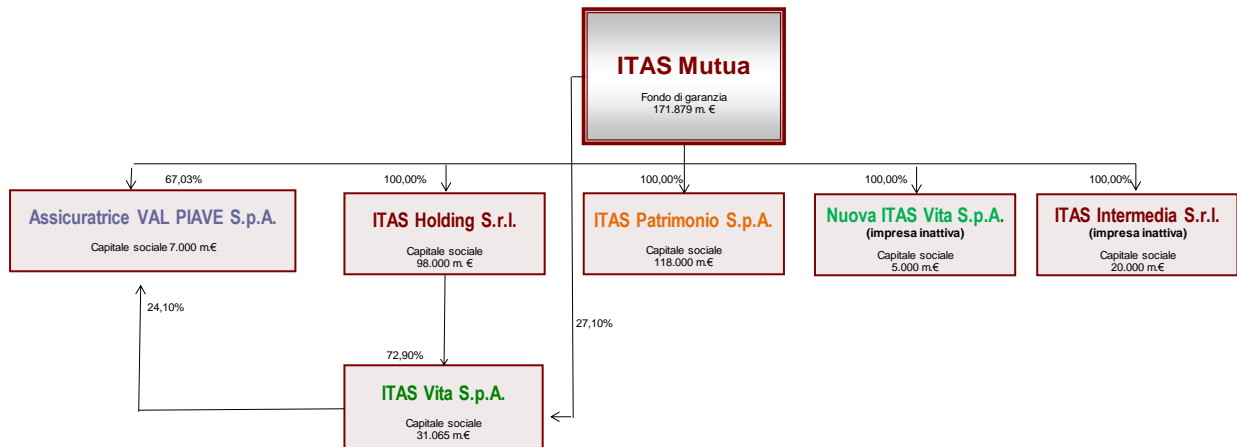 ITAS Mutua
Fondo di garanzia
171.879 m. €
67,03%
100,00%
100,00%
100,00%
100,00%
Assicuratrice VAL PIAVE S.p.A.
Capitale sociale 7.000 m.€
ITAS Holding S.r.l.
Capitale sociale
98.000 m. €
ITAS Patrimonio S.p.A.
Capitale sociale
118.000 m.€
Nuova ITAS Vita S.p.A.
(impresa inattiva)
Capitale sociale
5.000 m.€
ITAS Intermedia S.r.l.
(impresa inattiva)
Capitale sociale
20.000 m.€
24,10%
27,10%
72,90%
ITAS Vita S.p.A.
Capitale sociale
31.065 m.€